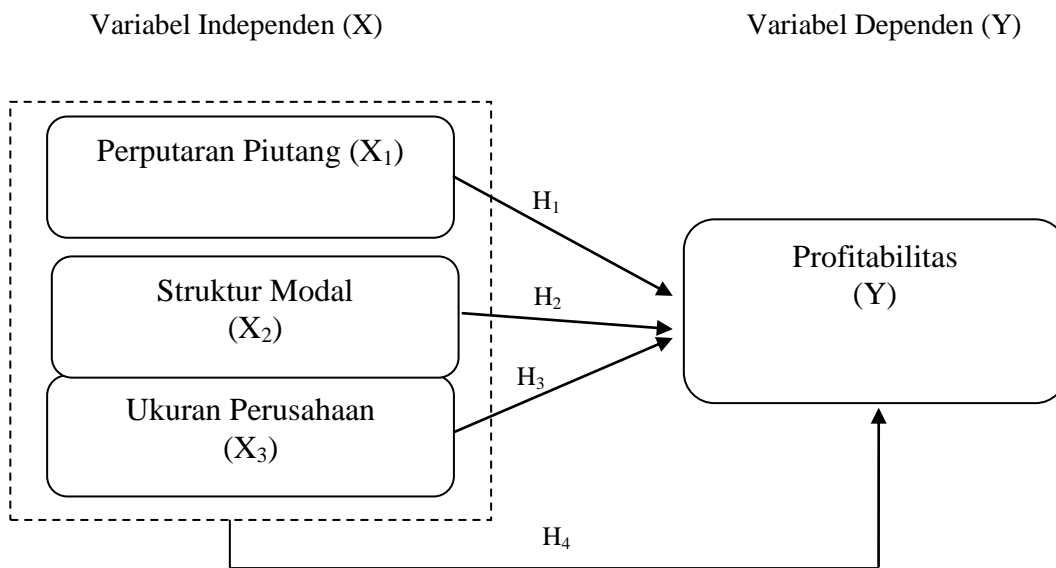 Variabel Independen (X)
Variabel Dependen (Y)
Perputaran Piutang (X₁)
H₁
Struktur Modal
(X₂)
H₂
Profitabilitas
(Y)
Ukuran Perusahaan
(X₃)
H₃
H₄